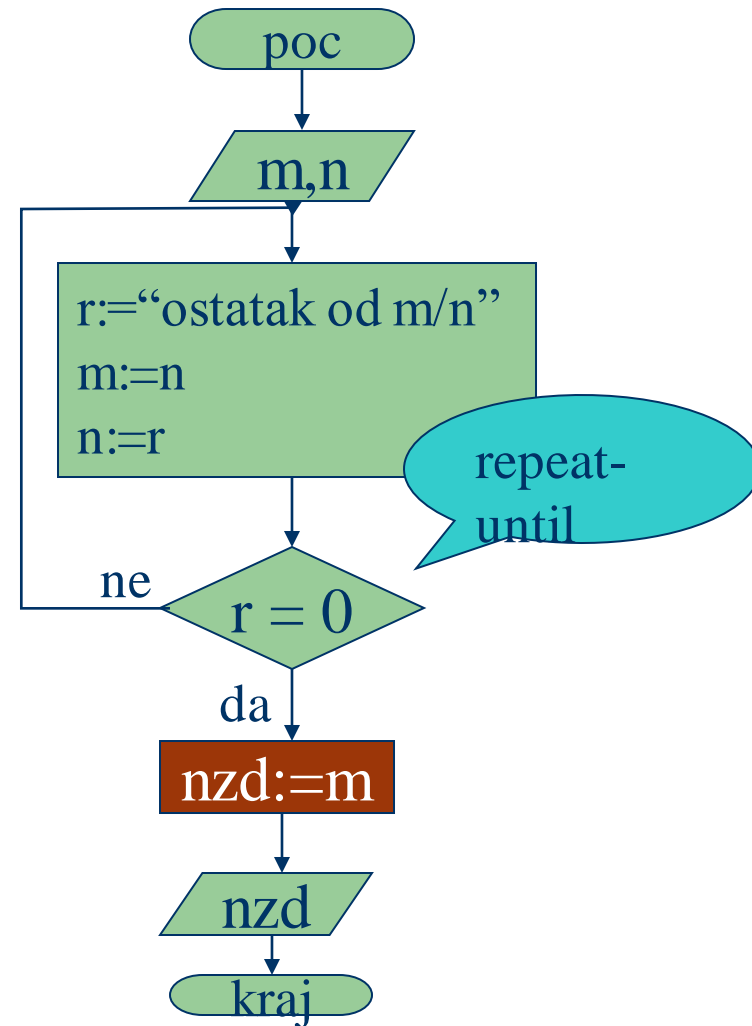 poc
m,n
r:=“ostatak od m/n”
m:=n
n:=r
repeat-
until
ne
r = 0
da
nzd:=m
nzd
kraj